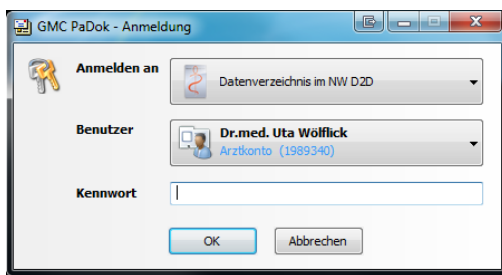 GMC PaDok - Anmeldung
Anmelden an
Datenverzeichnis im NW D2D
Benutzer
Dr.med. Uta Wölflick
Arztkonto (1989340)
Kennwort
OK
Abbrechen